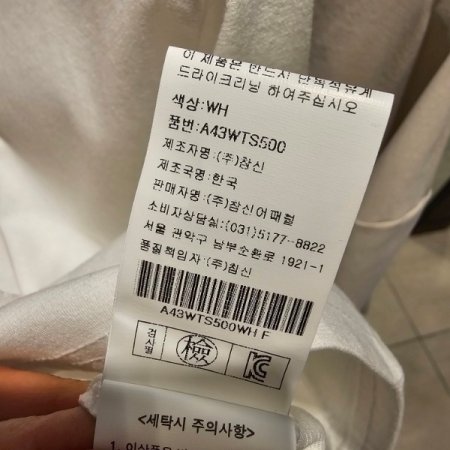 이 제품은 반드시 단독석유계
드라이크리닝 하여주십시오
색상:WH
품번:A43WTS500
제조자명:(주)참신
제조국명:한국
판매자명:(주)참신어패럴
소비자상담실:(031)5177-8822
서울 관악구 남부순환로 1921-1
품질책임자:(주)참신
A43WTS500WH F
검사필
檢
KC
<세탁시 주의사항>